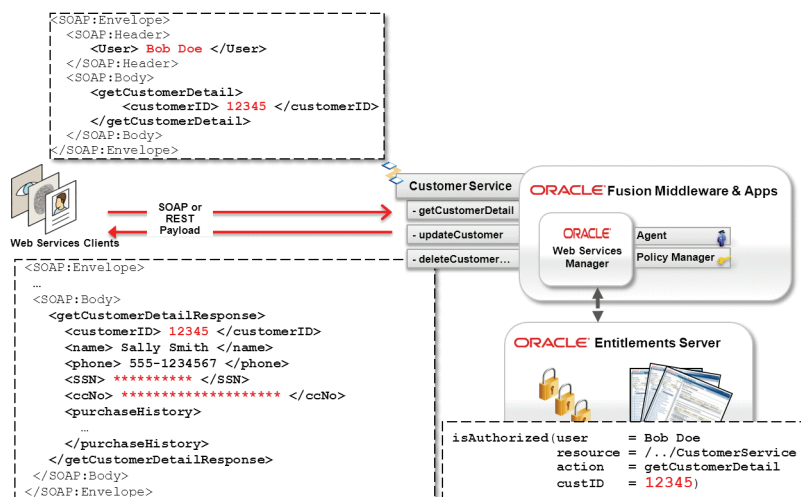 <SOAP:Envelope>
<SOAP:Header>
<User> Bob Doe </User>
</SOAP:Header>
<SOAP:Body>
<getCustomerDetail>
<customerID> 12345 </customerID>
</getCustomerDetail>
</SOAP:Body>
</SOAP:Envelope>
Web Services Clients
SOAP or
REST
Payload
Customer Service
- getCustomerDetail
- updateCustomer
- deleteCustomer...
ORACLE Fusion Middleware & Apps
ORACLE
Web Services
Manager
Agent
Policy Manager
<SOAP:Envelope>
…
<SOAP:Body>
<getCustomerDetailResponse>
<customerID> 12345 </customerID>
<name> Sally Smith </name>
<phone> 555-1234567 </phone>
<SSN> ********** </SSN>
<ccNo> ******************** </ccNo>
<purchaseHistory>
…
</purchaseHistory>
</getCustomerDetailResponse>
</SOAP:Body>
</SOAP:Envelope>
ORACLE Entitlements Server
isAuthorized(user = Bob Doe
resource = /../CustomerService
action = getCustomerDetail
custID = 12345)